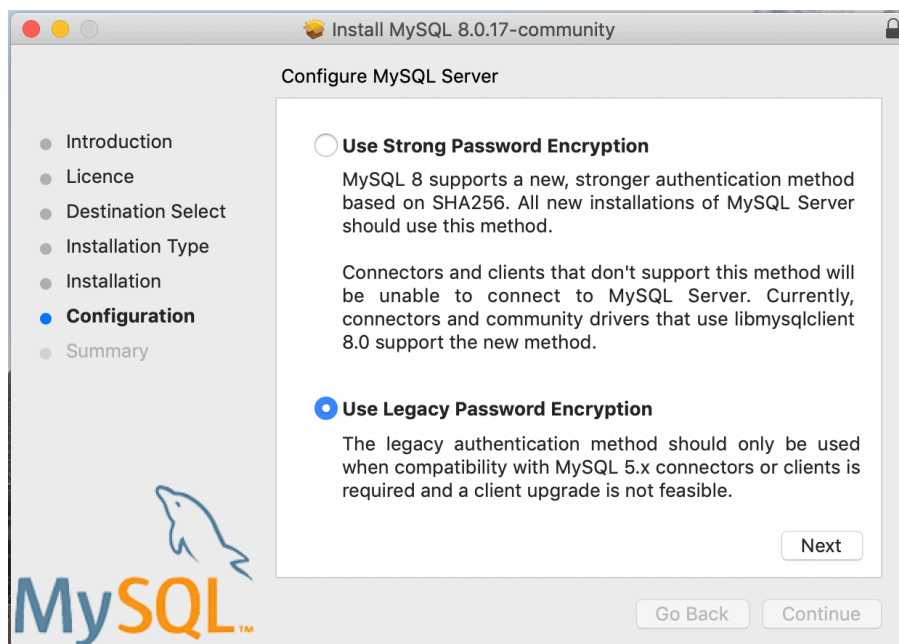 Install MySQL 8.0.17-community
Configure MySQL Server
Introduction
Licence
Destination Select
Installation Type
Installation
Configuration
Summary
Use Strong Password Encryption
MySQL 8 supports a new, stronger authentication method
based on SHA256. All new installations of MySQL Server
should use this method.
Connectors and clients that don't support this method will
be unable to connect to MySQL Server. Currently,
connectors and community drivers that use libmysqlclient
8.0 support the new method.
Use Legacy Password Encryption
The legacy authentication method should only be used
when compatibility with MySQL 5.x connectors or clients is
required and a client upgrade is not feasible.
Next
MySQL™
Go Back
Continue